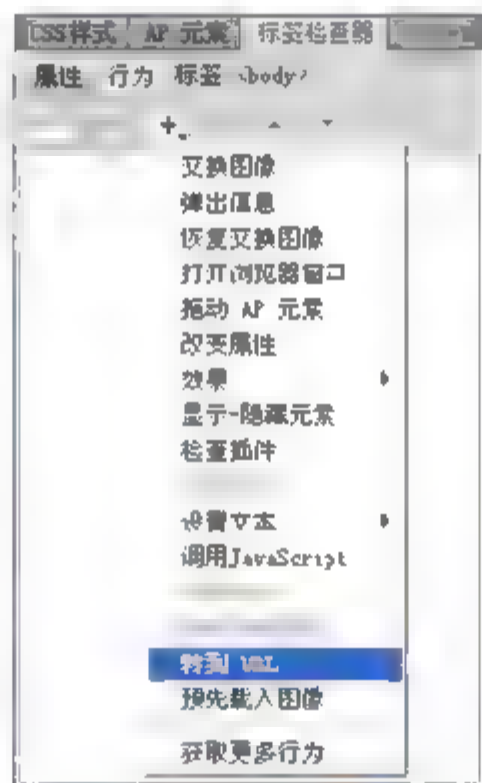 CSS样式 AP 元素 标签检查器
属性 行为 标签 <body>
交换图像
弹出信息
恢复交换图像
打开浏览器窗口
拖动 AP 元素
改变属性
效果
显示-隐藏元素
检查插件
设置文本
调用JavaScript
转到 URL
预先载入图像
获取更多行为